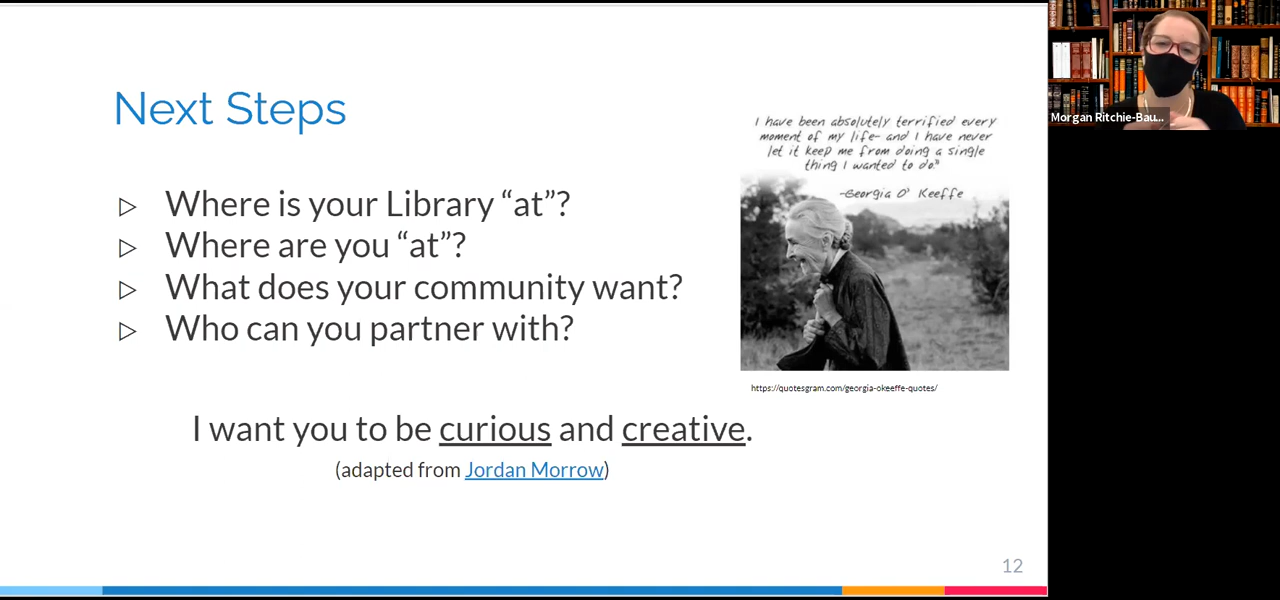 Next Steps
▷ Where is your Library “at”?
▷ Where are you “at”?
▷ What does your community want?
▷ Who can you partner with?
I have been absolutely terrified every
moment of my life- and I have never
let it keep me from doing a single
thing I wanted to do."
-Georgia O' Keeffe
https://quotesgram.com/georgia-okeeffe-quotes/
I want you to be curious and creative.
(adapted from Jordan Morrow)
12
Morgan Ritchie-Bau...